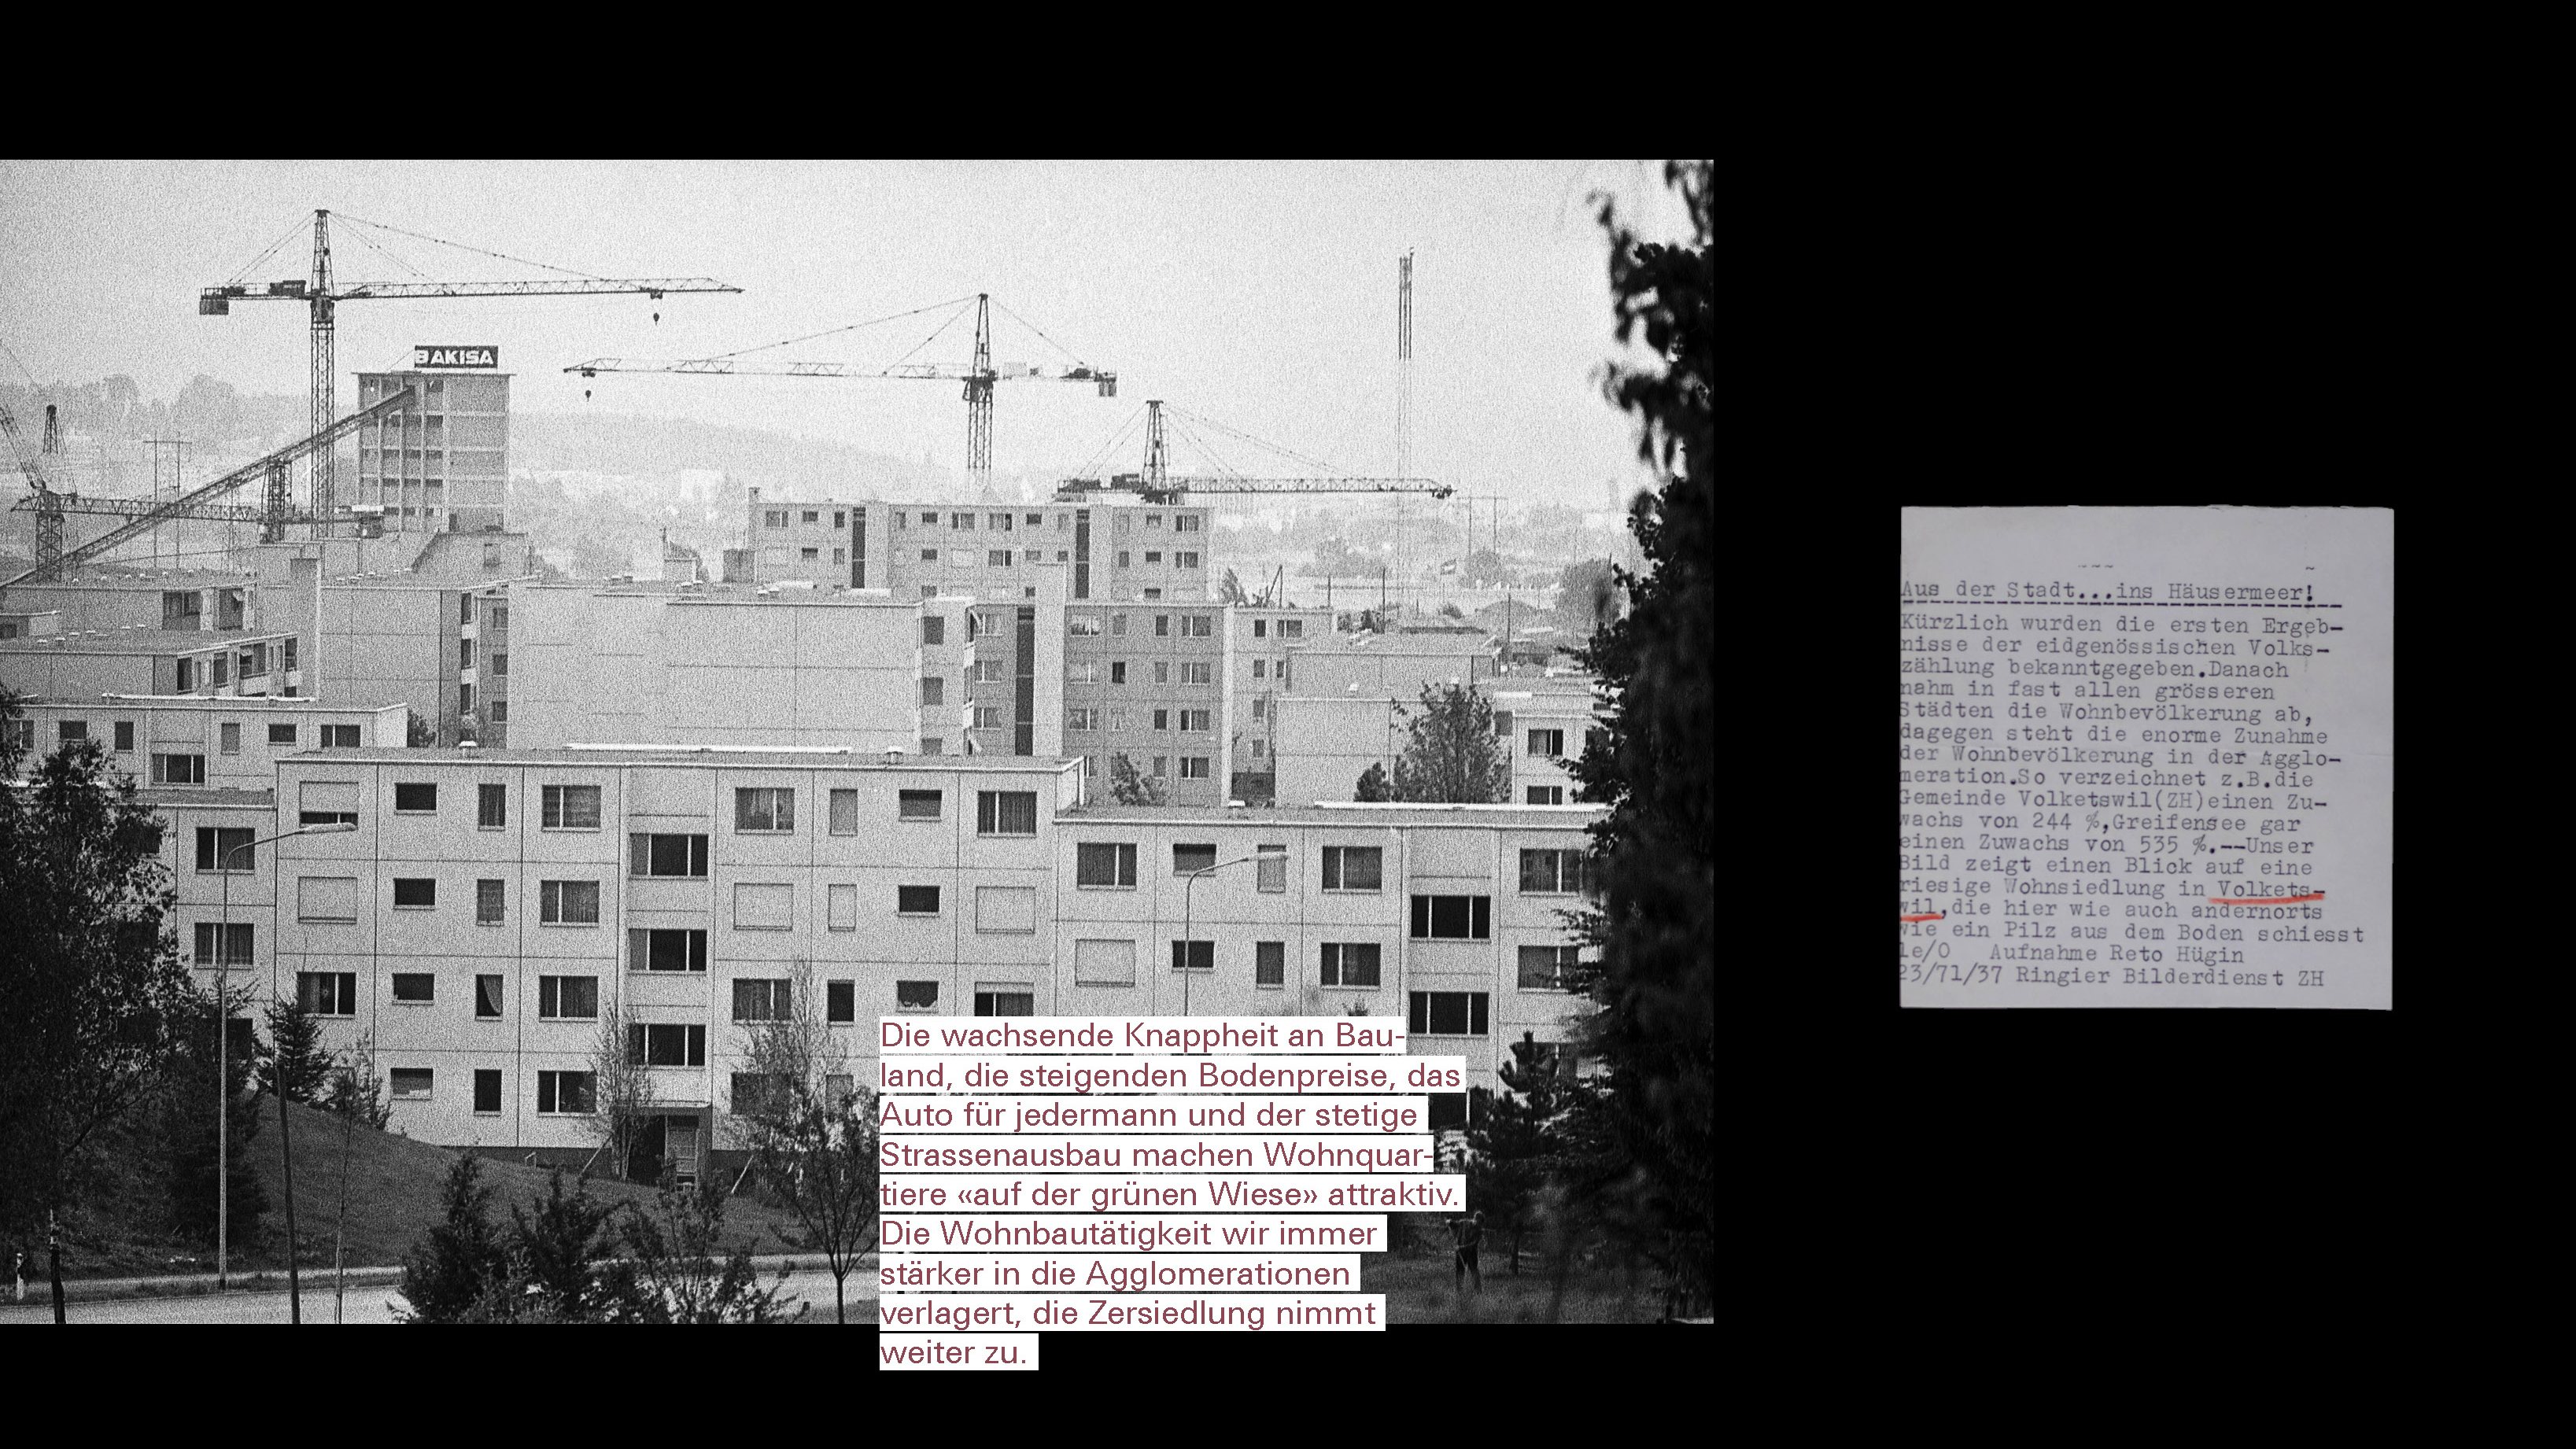 BAKISA
Die wachsende Knappheit an Bau-
land, die steigenden Bodenpreise, das
Auto für jedermann und der stetige
Strassenausbau machen Wohnquar-
tiere «auf der grünen Wiese» attraktiv.
Die Wohnbautätigkeit wir immer
stärker in die Agglomerationen
verlagert, die Zersiedlung nimmt
weiter zu.
Aus der Stadt...ins Häusermeer!
Kürzlich wurden die ersten Ergeb-
nisse der eidgenössischen Volks-
zählung bekanntgegeben.Danach
nahm in fast allen grösseren
Städten die Wohnbevölkerung ab,
dagegen steht die enorme Zunahme
der Wohnbevölkerung in der Agglo-
meration.So verzeichnet z.B.die
Gemeinde Volketswil(ZH)einen Zu-
wachs von 244 %,Greifensee gar
einen Zuwachs von 535 %.--Unser
Bild zeigt einen Blick auf eine
riesige Wohnsiedlung in Volkets-
wil,die hier wie auch andernorts
wie ein Pilz aus dem Boden schiesst
le/O Aufnahme Reto Hügin
23/71/37 Ringier Bilderdienst ZH